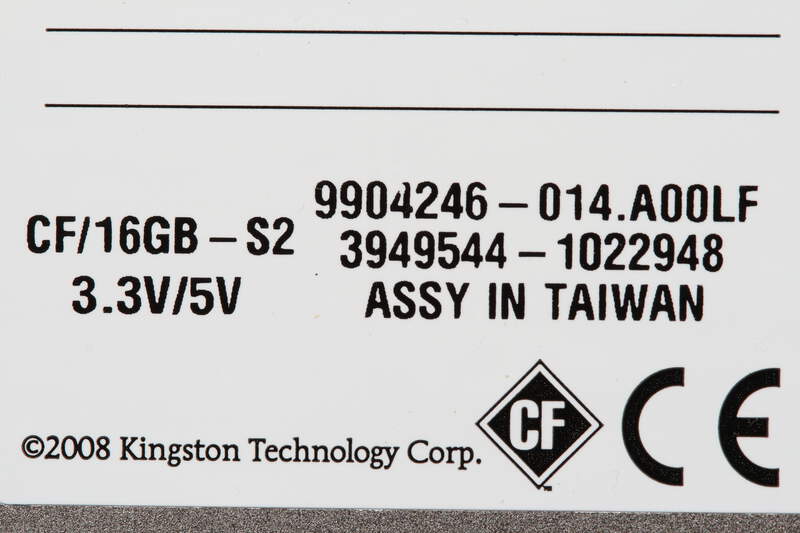 9904246-014.A00LF
CF/16GB-S2
3949544-1022948
3.3V/5V
ASSY IN TAIWAN
CF
CE
©2008 Kingston Technology Corp.
TM